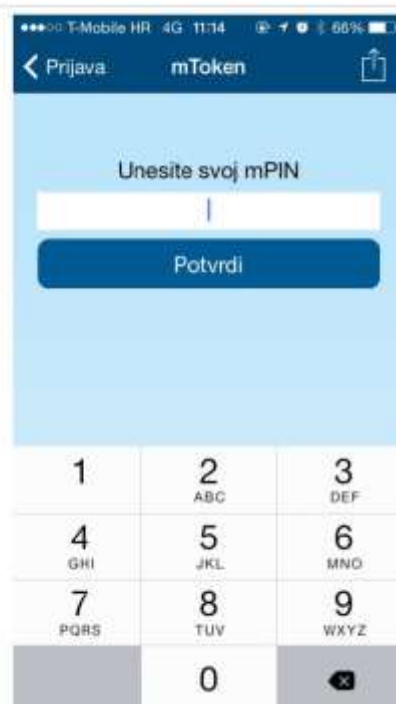 T-Mobile HR 4G 11:14 66%
Prijava mToken
Unesite svoj mPIN
Potvrdi
1 2 3
ABC DEF
4 5 6
GHI JKL MNO
7 8 9
PQRS TUV WXYZ
0